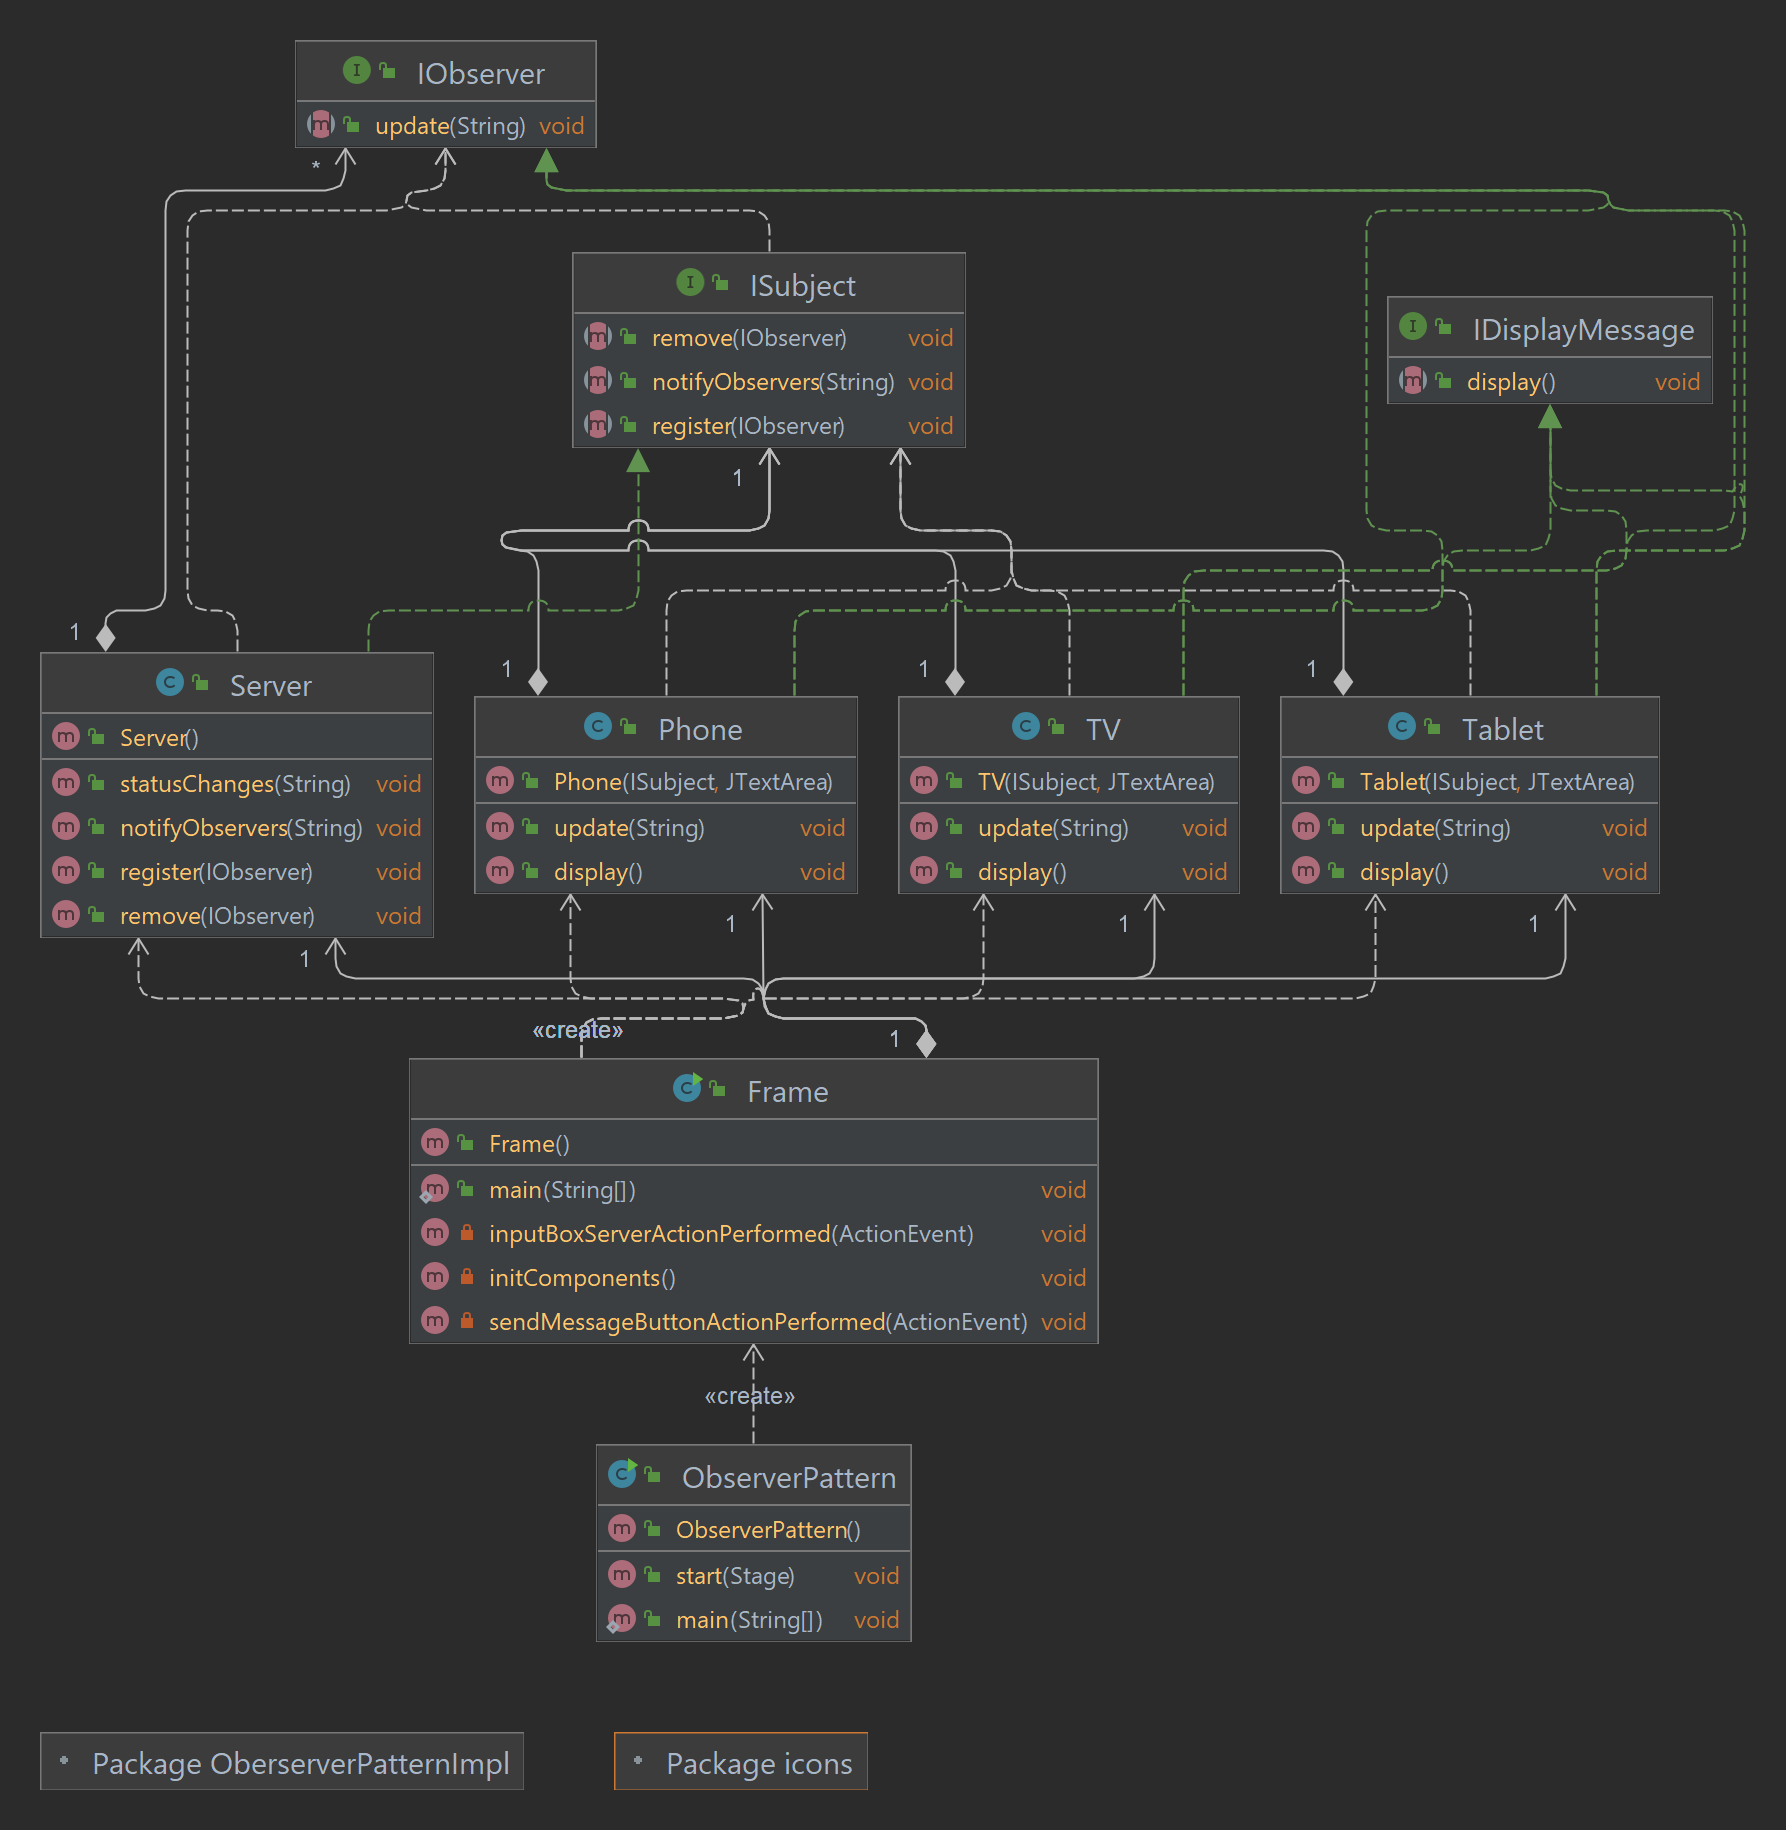 IObserver
update(String) void
*
ISubject
remove(IObserver) void
notifyObservers(String) void
register(IObserver) void
IDisplayMessage
display() void
1
1
1
1
1
Server
Server()
statusChanges(String) void
notifyObservers(String) void
register(IObserver) void
remove(IObserver) void
Phone
Phone(ISubject, JTextArea)
update(String) void
display() void
TV
TV(ISubject, JTextArea)
update(String) void
display() void
Tablet
Tablet(ISubject, JTextArea)
update(String) void
display() void
1
1
1
1
«create»
1
Frame
Frame()
main(String[]) void
inputBoxServerActionPerformed(ActionEvent) void
initComponents() void
sendMessageButtonActionPerformed(ActionEvent) void
«create»
ObserverPattern
ObserverPattern()
start(Stage) void
main(String[]) void
Package OberserverPatternImpl
Package icons